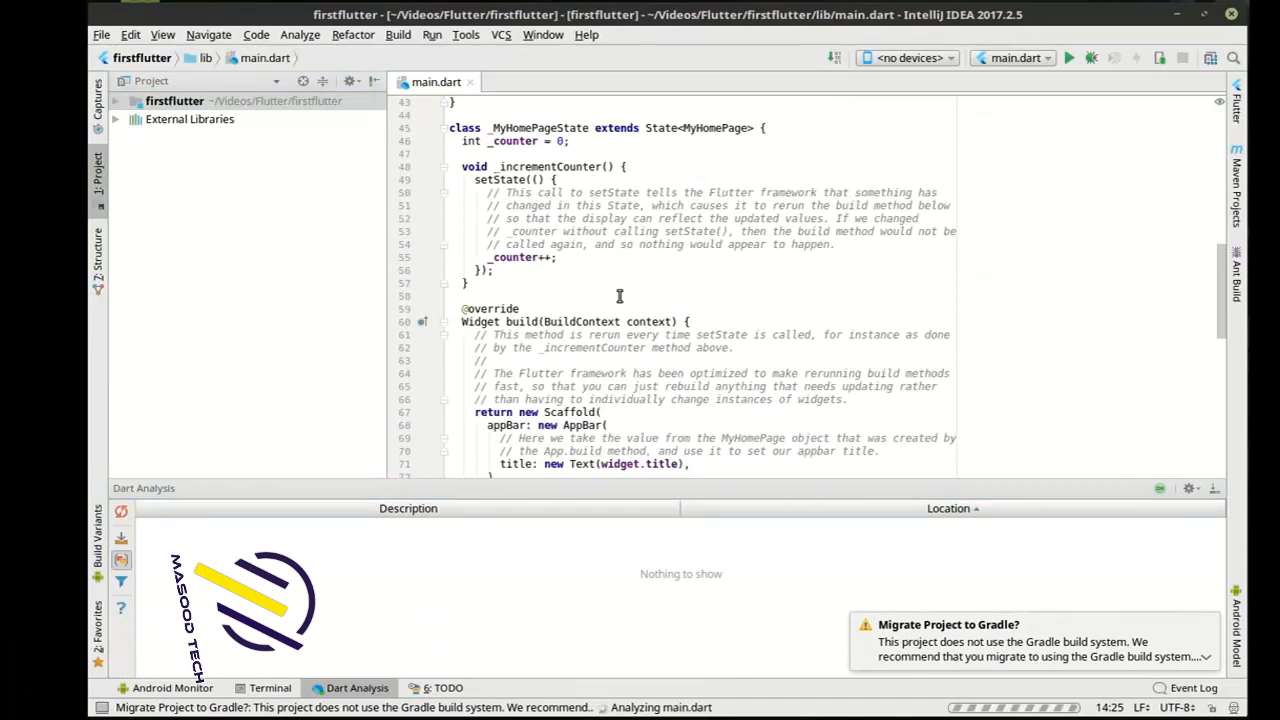 firstflutter - [~/Videos/Flutter/firstflutter] - [firstflutter] - ~/Videos/Flutter/firstflutter/lib/main.dart - IntelliJ IDEA 2017.2.5
File Edit View Navigate Code Analyze Refactor Build Run Tools VCS Window Help
firstflutter lib main.dart <no devices> main.dart
Project
main.dart
firstflutter ~/Videos/Flutter/firstflutter
External Libraries
Captures
1: Project
7: Structure
Build Variants
2: Favorites
43 }
44
45 class _MyHomePageState extends State<MyHomePage> {
46 int _counter = 0;
47
48 void _incrementCounter() {
49 setState(() {
50 // This call to setState tells the Flutter framework that something has
51 // changed in this State, which causes it to rerun the build method below
52 // so that the display can reflect the updated values. If we changed
53 // _counter without calling setState(), then the build method would not be
54 // called again, and so nothing would appear to happen.
55 _counter++;
56 });
57 }
58
59 @override
60 Widget build(BuildContext context) {
61 // This method is rerun every time setState is called, for instance as done
62 // by the _incrementCounter method above.
63 //
64 // The Flutter framework has been optimized to make rerunning build methods
65 // fast, so that you can just rebuild anything that needs updating rather
66 // than having to individually change instances of widgets.
67 return new Scaffold(
68 appBar: new AppBar(
69 // Here we take the value from the MyHomePage object that was created by
70 // the App.build method, and use it to set our appbar title.
71 title: new Text(widget.title),
Flutter
Maven Projects
Ant Build
Android Model
Dart Analysis
Description Location
Nothing to show
MASOOD TECH
Migrate Project to Gradle?
This project does not use the Gradle build system. We
recommend that you migrate to using the Gradle build system....
Android Monitor Terminal Dart Analysis 6: TODO Event Log
Migrate Project to Gradle?: This project does not use the Gradle build system. We recommend.. Analyzing main.dart 14:25 LF÷ UTF-8÷